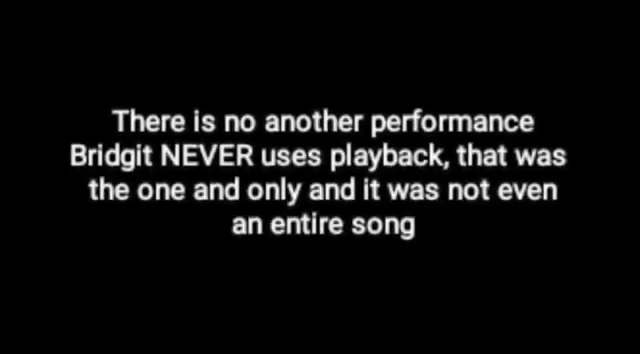 There is no another performance
Bridgit NEVER uses playback, that was
the one and only and it was not even
an entire song